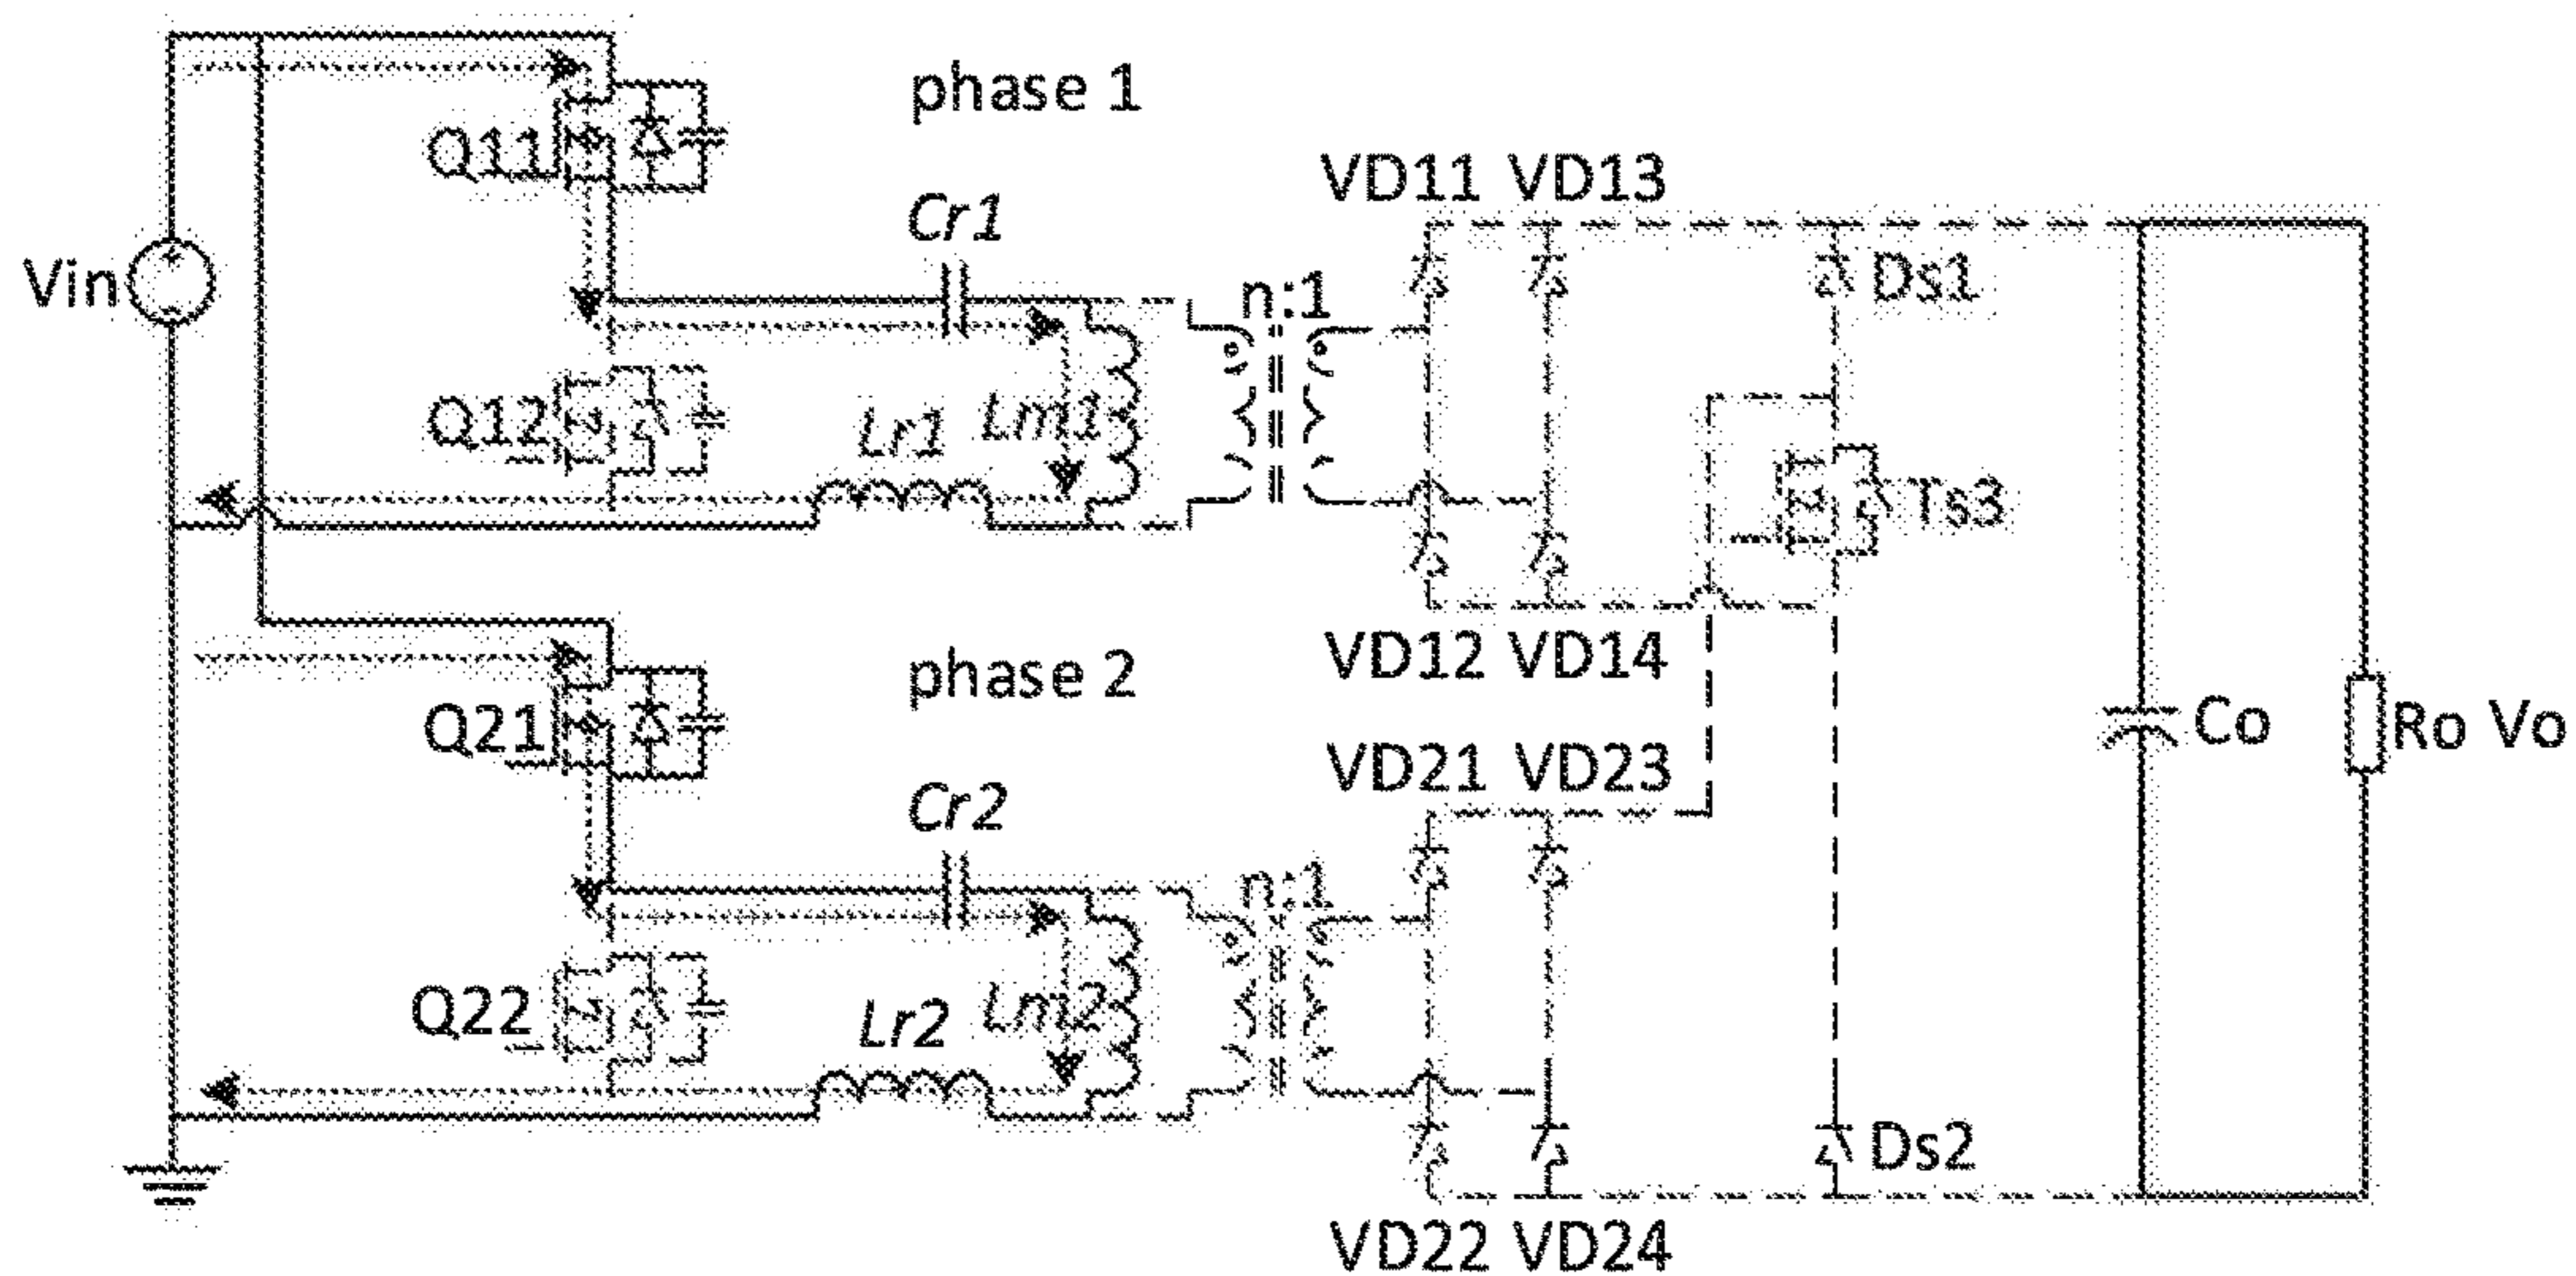 phase 1
Q11
VD11 VD13
Cr1
Vin
n:1
Ds1
Q12
Lr1
Lm1
Ts3
VD12 VD14
phase 2
Q21
VD21 VD23
Co
Ro Vo
Cr2
n:1
Q22
Lr2
Lm2
Ds2
VD22 VD24